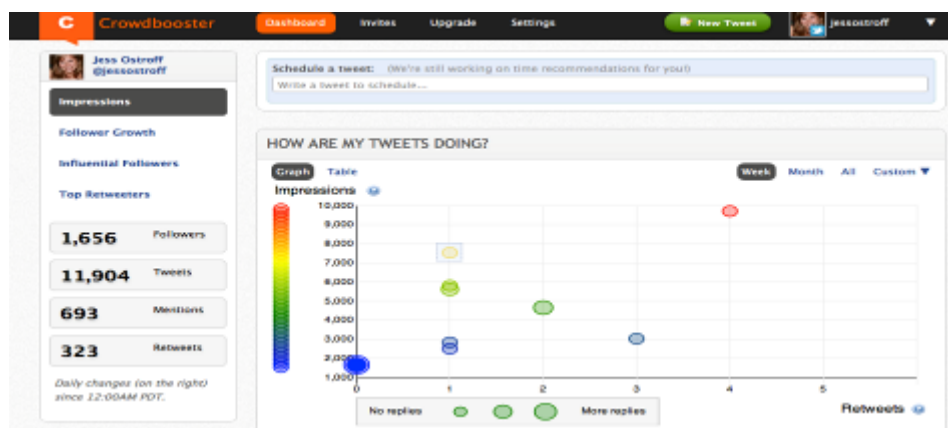 C Crowdbooster Dashboard Invites Upgrade Settings New Tweet jessostroff
Jess Ostroff
@jessostroff
Impressions
Follower Growth
Influential Followers
Top Retweeters
1,656 Followers
11,904 Tweets
693 Mentions
323 Retweets
Daily changes (on the right)
since 12:00AM PDT.
Schedule a tweet: (We're still working on time recommendations for you!)
Write a tweet to schedule...
HOW ARE MY TWEETS DOING?
Graph Table Week Month All Custom
Impressions
10,000
9,000
8,000
7,000
6,000
5,000
4,000
3,000
2,000
1,000
0 1 2 3 4 5
No replies More replies Retweets